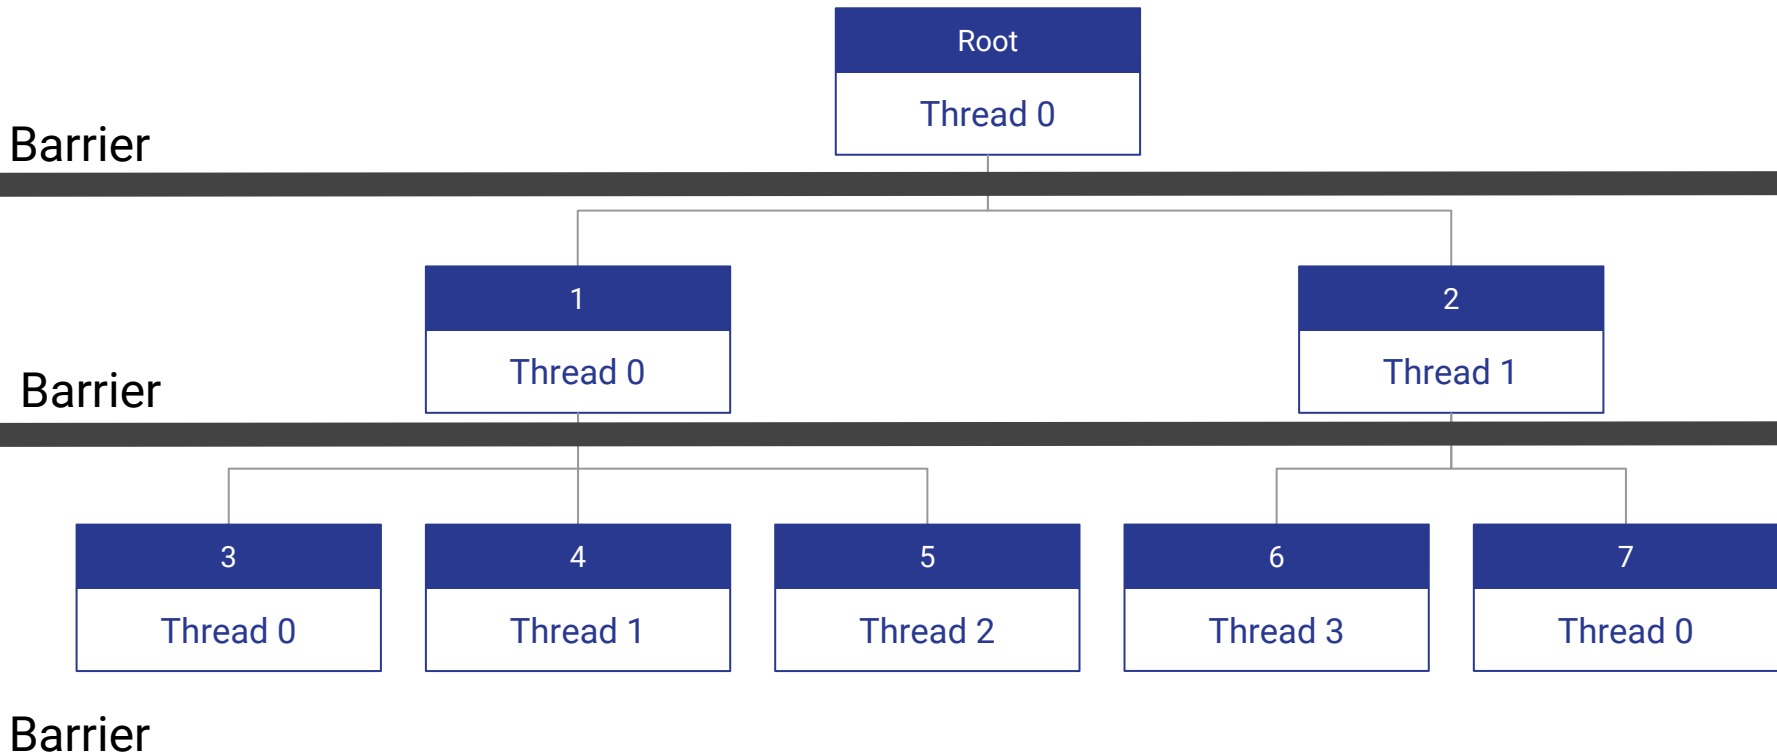 Root
Thread 0
Barrier
1
2
Thread 0
Thread 1
Barrier
3
4
5
6
7
Thread 0
Thread 1
Thread 2
Thread 3
Thread 0
Barrier